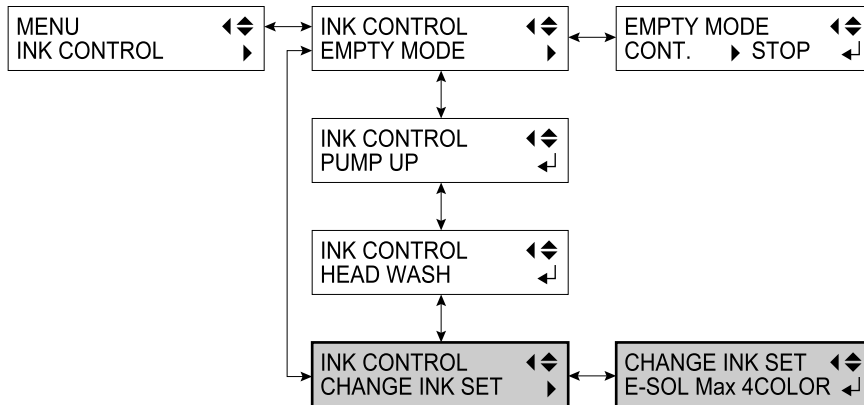 MENU
INK CONTROL
INK CONTROL
EMPTY MODE
EMPTY MODE
CONT. STOP
INK CONTROL
PUMP UP
INK CONTROL
HEAD WASH
INK CONTROL
CHANGE INK SET
CHANGE INK SET
E-SOL Max 4COLOR